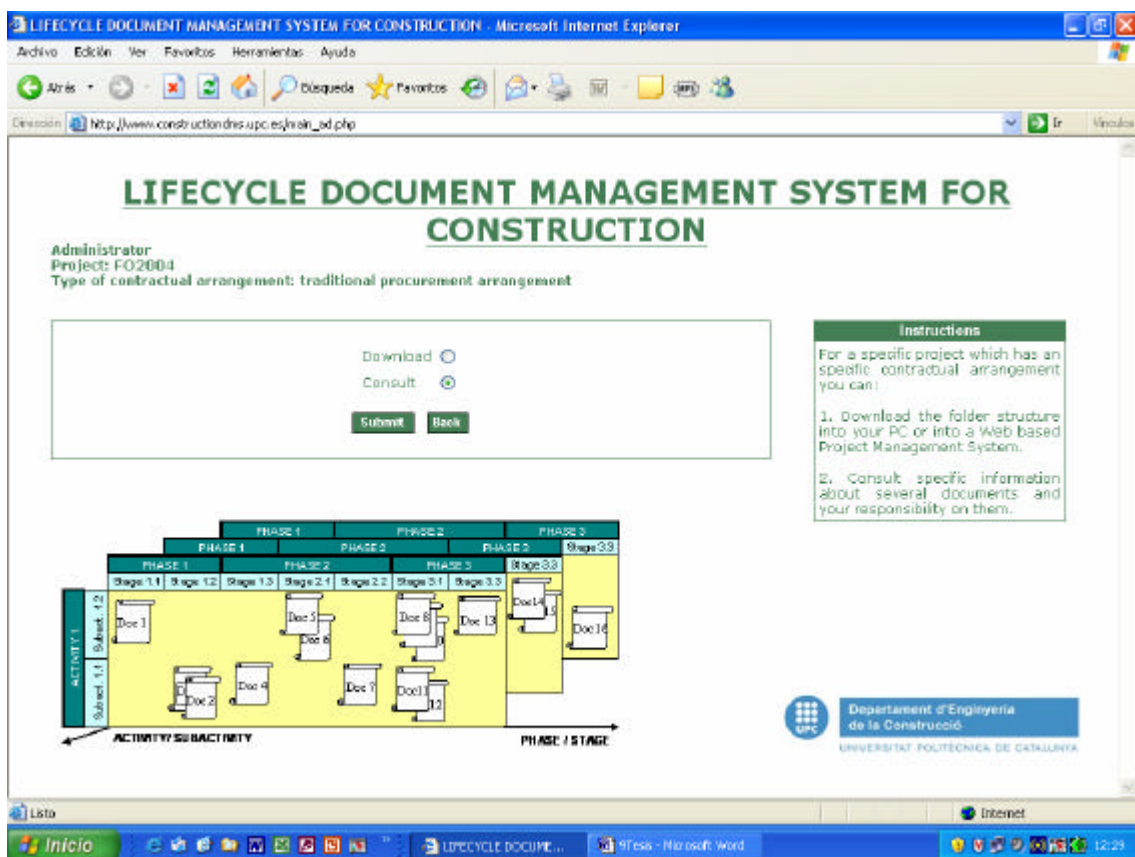 LIFECYCLE DOCUMENT MANAGEMENT SYSTEM FOR CONSTRUCTION - Microsoft Internet Explorer
Archivo Edición Ver Favoritos Herramientas Ayuda
Atrás Búsqueda Favoritos
Dirección http://www.constructiondms.upc.es/main_ad.php Ir Vínculos
LIFECYCLE DOCUMENT MANAGEMENT SYSTEM FOR
CONSTRUCTION
Administrator
Project: FO2004
Type of contractual arrangement: traditional procurement arrangement
Download
Consult
Submit Back
Instructions
For a specific project which has an
specific contractual arrangement
you can:
1. Download the folder structure
into your PC or into a Web based
Project Management System.
2. Consult specific information
about several documents and
your responsibility on them.
PHASE 1 PHASE 2 PHASE 3
PHASE 1 PHASE 2 PHASE 3 Stage 3.3
PHASE 1 PHASE 2 PHASE 3 Stage 3.3
Stage 1.1 Stage 1.2 Stage 1.3 Stage 2.1 Stage 2.2 Stage 3.1 Stage 3.3
ACTIVITY 1
Subact. 1.2
Subact. 1.1
Doc 1 Doc 5 Doc 6 Doc 8 Doc 13 Doc14 15 Doc 16
Doc 2 Doc 4 Doc 7 Doc11 12
ACTIVITY/SUBACTIVITY PHASE / STAGE
UPC
Departament d'Enginyeria
de la Construcció
UNIVERSITAT POLITÈCNICA DE CATALUNYA
Listo Internet
Inicio LIFECYCLE DOCUME... 9Tesis - Microsoft Word 12:29